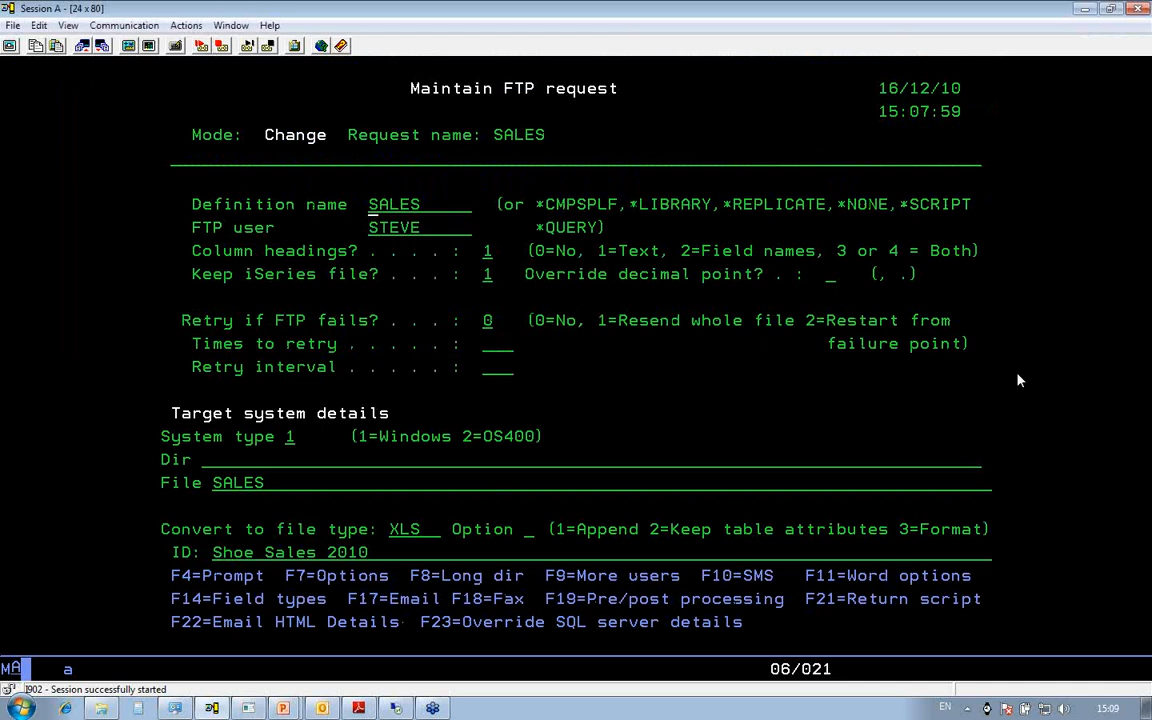 Session A - [24 x 80]
File Edit View Communication Actions Window Help
Maintain FTP request 16/12/10
15:07:59
Mode: Change Request name: SALES
Definition name SALES (or *CMPSPLF,*LIBRARY,*REPLICATE,*NONE,*SCRIPT
FTP user STEVE *QUERY)
Column headings? . . . . : 1 (0=No, 1=Text, 2=Field names, 3 or 4 = Both)
Keep iSeries file? . . . : 1 Override decimal point? . : _ (, .)
Retry if FTP fails? . . . : 0 (0=No, 1=Resend whole file 2=Restart from
Times to retry . . . . . : ___ failure point)
Retry interval . . . . . : ___
Target system details
System type 1 (1=Windows 2=OS400)
Dir
File SALES
Convert to file type: XLS Option _ (1=Append 2=Keep table attributes 3=Format)
ID: Shoe Sales 2010
F4=Prompt F7=Options F8=Long dir F9=More users F10=SMS F11=Word options
F14=Field types F17=Email F18=Fax F19=Pre/post processing F21=Return script
F22=Email HTML Details F23=Override SQL server details
MA a 06/021
I902 - Session successfully started
EN 15:09